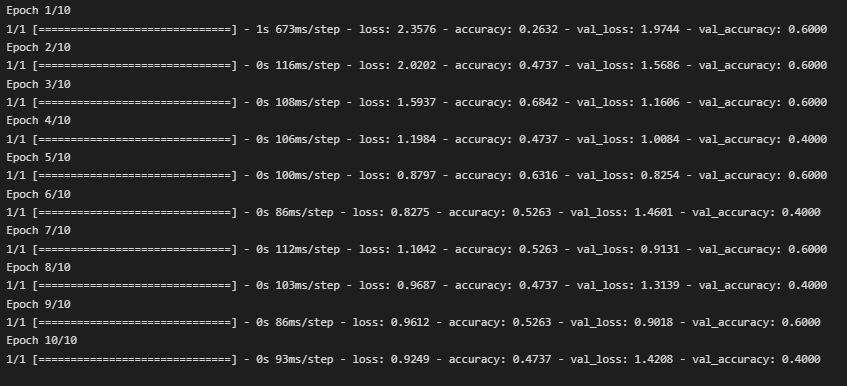 Epoch 1/10
1/1 [==============================] - 1s 673ms/step - loss: 2.3576 - accuracy: 0.2632 - val_loss: 1.9744 - val_accuracy: 0.6000
Epoch 2/10
1/1 [==============================] - 0s 116ms/step - loss: 2.0202 - accuracy: 0.4737 - val_loss: 1.5686 - val_accuracy: 0.6000
Epoch 3/10
1/1 [==============================] - 0s 108ms/step - loss: 1.5937 - accuracy: 0.6842 - val_loss: 1.1606 - val_accuracy: 0.6000
Epoch 4/10
1/1 [==============================] - 0s 106ms/step - loss: 1.1984 - accuracy: 0.4737 - val_loss: 1.0084 - val_accuracy: 0.4000
Epoch 5/10
1/1 [==============================] - 0s 100ms/step - loss: 0.8797 - accuracy: 0.6316 - val_loss: 0.8254 - val_accuracy: 0.6000
Epoch 6/10
1/1 [==============================] - 0s 86ms/step - loss: 0.8275 - accuracy: 0.5263 - val_loss: 1.4601 - val_accuracy: 0.4000
Epoch 7/10
1/1 [==============================] - 0s 112ms/step - loss: 1.1042 - accuracy: 0.5263 - val_loss: 0.9131 - val_accuracy: 0.6000
Epoch 8/10
1/1 [==============================] - 0s 103ms/step - loss: 0.9687 - accuracy: 0.4737 - val_loss: 1.3139 - val_accuracy: 0.4000
Epoch 9/10
1/1 [==============================] - 0s 86ms/step - loss: 0.9612 - accuracy: 0.5263 - val_loss: 0.9018 - val_accuracy: 0.6000
Epoch 10/10
1/1 [==============================] - 0s 93ms/step - loss: 0.9249 - accuracy: 0.4737 - val_loss: 1.4208 - val_accuracy: 0.4000